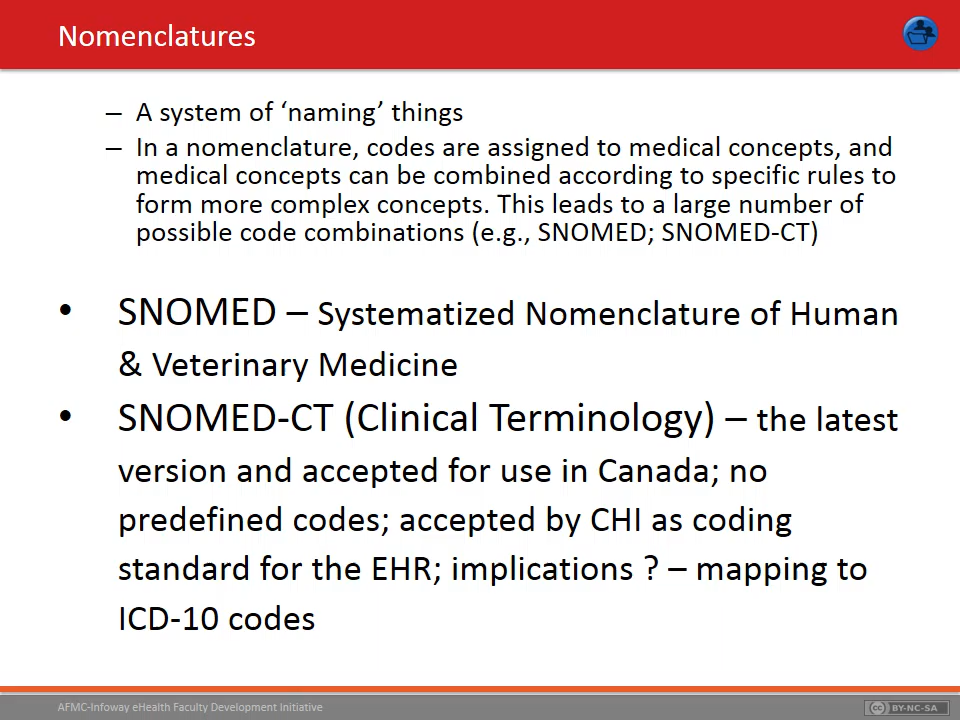 Nomenclatures
– A system of ‘naming’ things
– In a nomenclature, codes are assigned to medical concepts, and
medical concepts can be combined according to specific rules to
form more complex concepts. This leads to a large number of
possible code combinations (e.g., SNOMED; SNOMED-CT)
• SNOMED – Systematized Nomenclature of Human
& Veterinary Medicine
• SNOMED-CT (Clinical Terminology) – the latest
version and accepted for use in Canada; no
predefined codes; accepted by CHI as coding
standard for the EHR; implications ? – mapping to
ICD-10 codes
AFMC-Infoway eHealth Faculty Development Initiative
cc BY-NC-SA